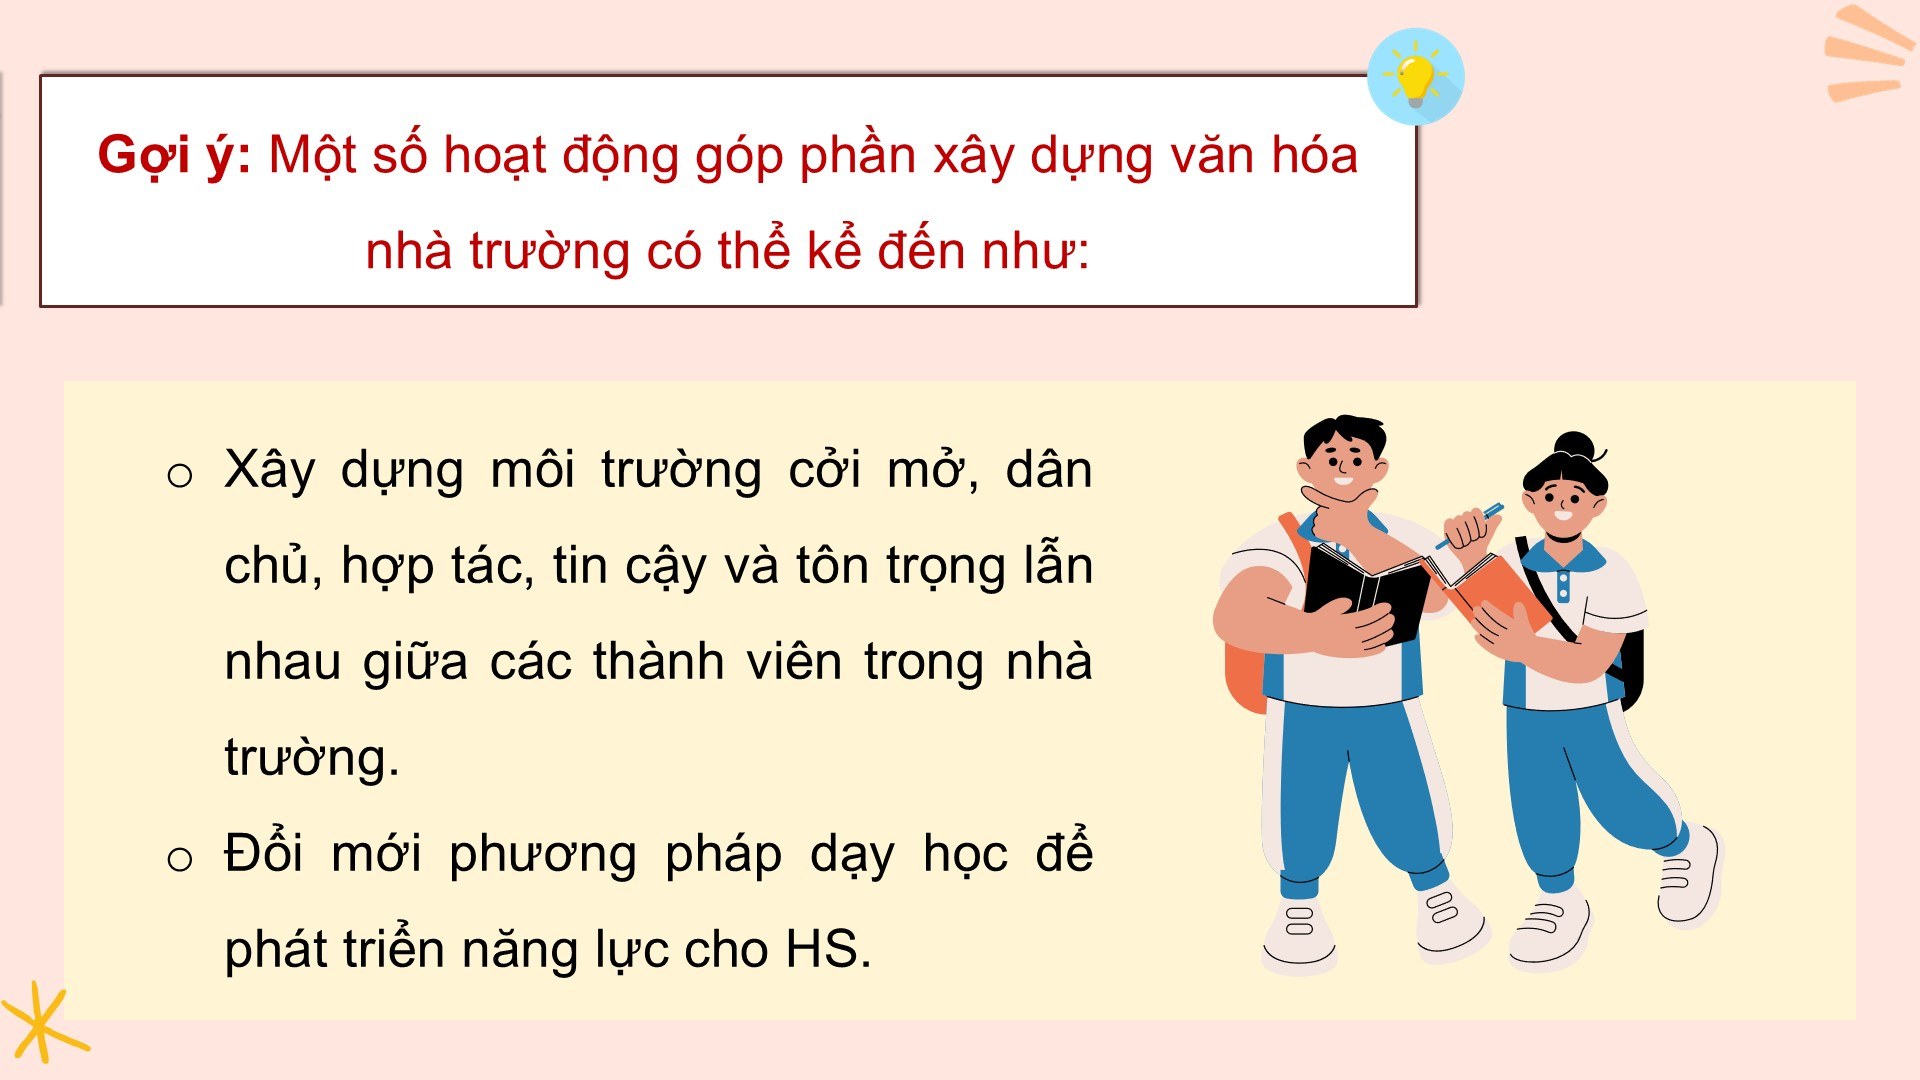 Gợi ý: Một số hoạt động góp phần xây dựng văn hóa
nhà trường có thể kể đến như:
o Xây dựng môi trường cởi mở, dân
chủ, hợp tác, tin cậy và tôn trọng lẫn
nhau giữa các thành viên trong nhà
trường.
o Đổi mới phương pháp dạy học để
phát triển năng lực cho HS.